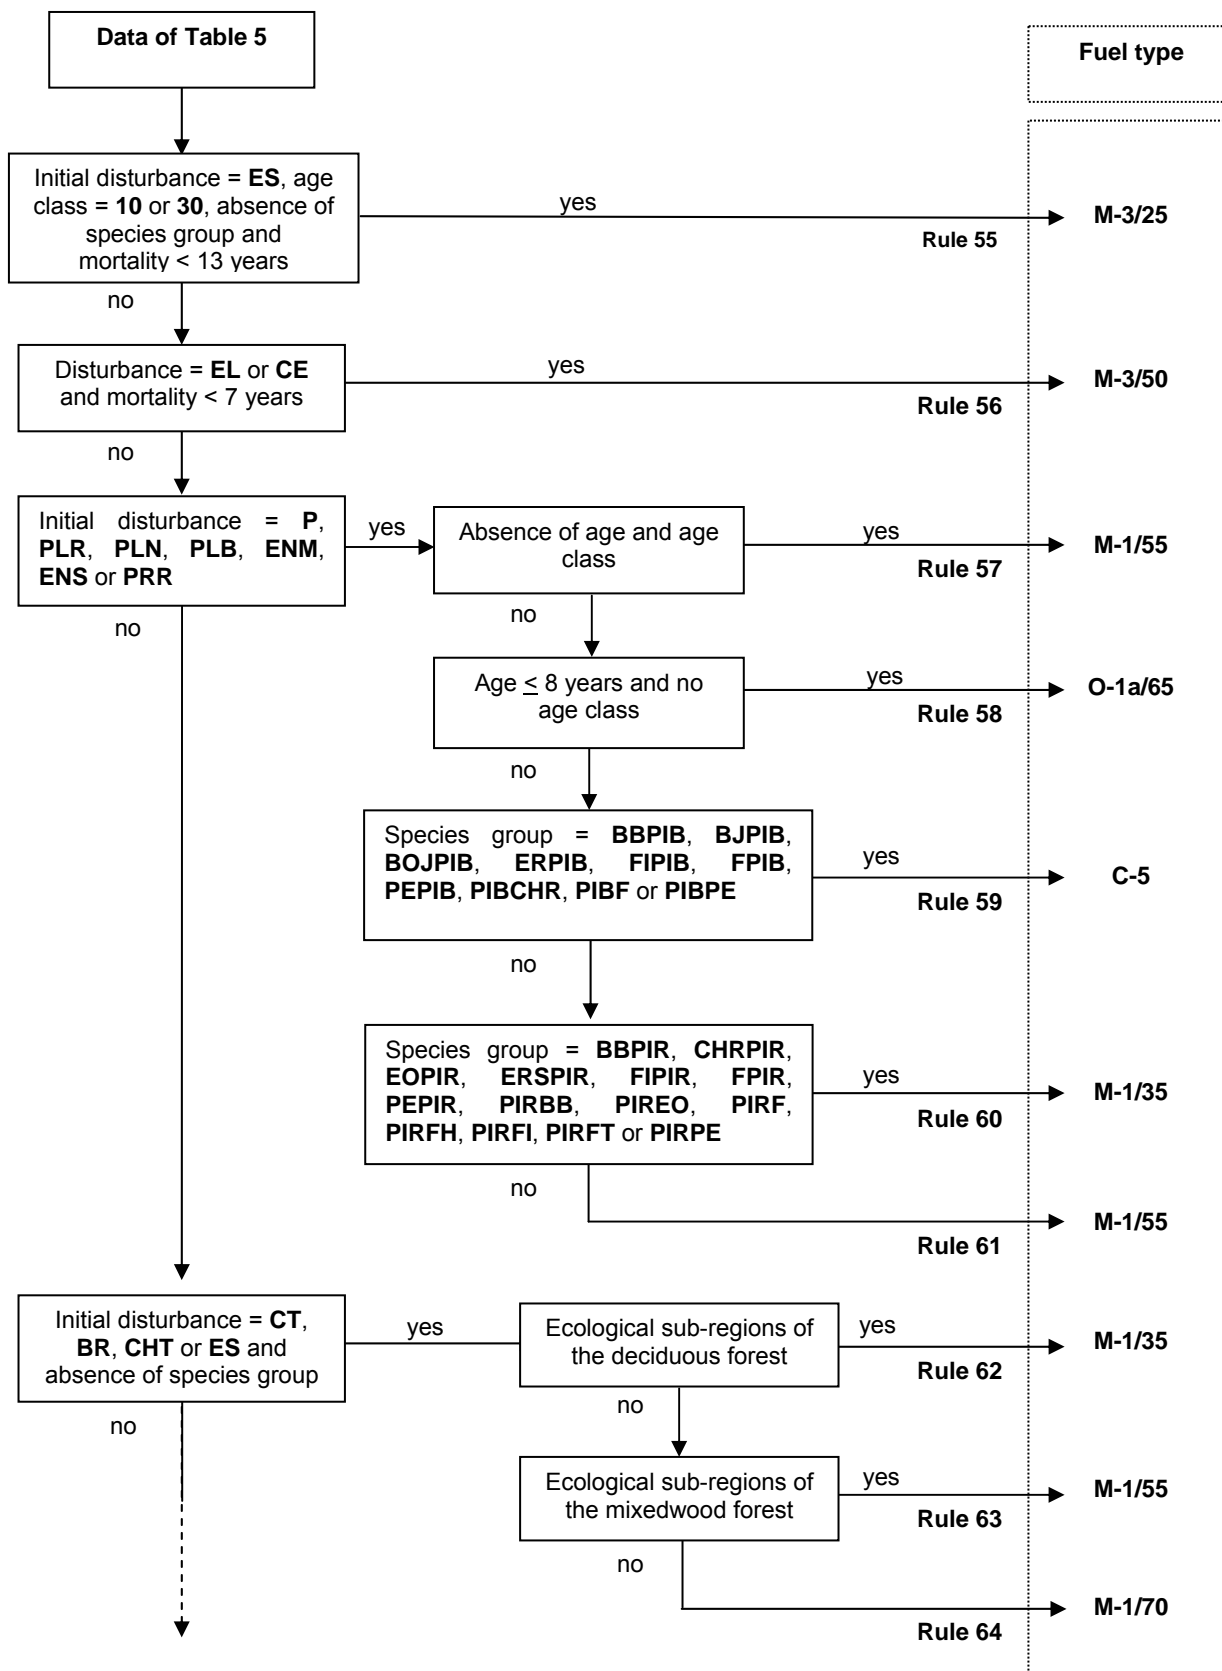 Data of Table 5
Fuel type
Initial disturbance = ES, age
class = 10 or 30, absence of
species group and
mortality < 13 years
yes
Rule 55
M-3/25
no
Disturbance = EL or CE
and mortality < 7 years
yes
Rule 56
M-3/50
no
Initial disturbance = P,
PLR, PLN, PLB, ENM,
ENS or PRR
yes
Absence of age and age
class
yes
Rule 57
M-1/55
no
no
Age ≤ 8 years and no
age class
yes
Rule 58
O-1a/65
no
Species group = BBPIB, BJPIB,
BOJPIB, ERPIB, FIPIB, FPIB,
PEPIB, PIBCHR, PIBF or PIBPE
yes
Rule 59
C-5
no
Species group = BBPIR, CHRPIR,
EOPIR, ERSPIR, FIPIR, FPIR,
PEPIR, PIRBB, PIREO, PIRF,
PIRFH, PIRFI, PIRFT or PIRPE
yes
Rule 60
M-1/35
no
Rule 61
M-1/55
Initial disturbance = CT,
BR, CHT or ES and
absence of species group
yes
Ecological sub-regions of
the deciduous forest
yes
Rule 62
M-1/35
no
no
Ecological sub-regions of
the mixedwood forest
yes
Rule 63
M-1/55
no
Rule 64
M-1/70